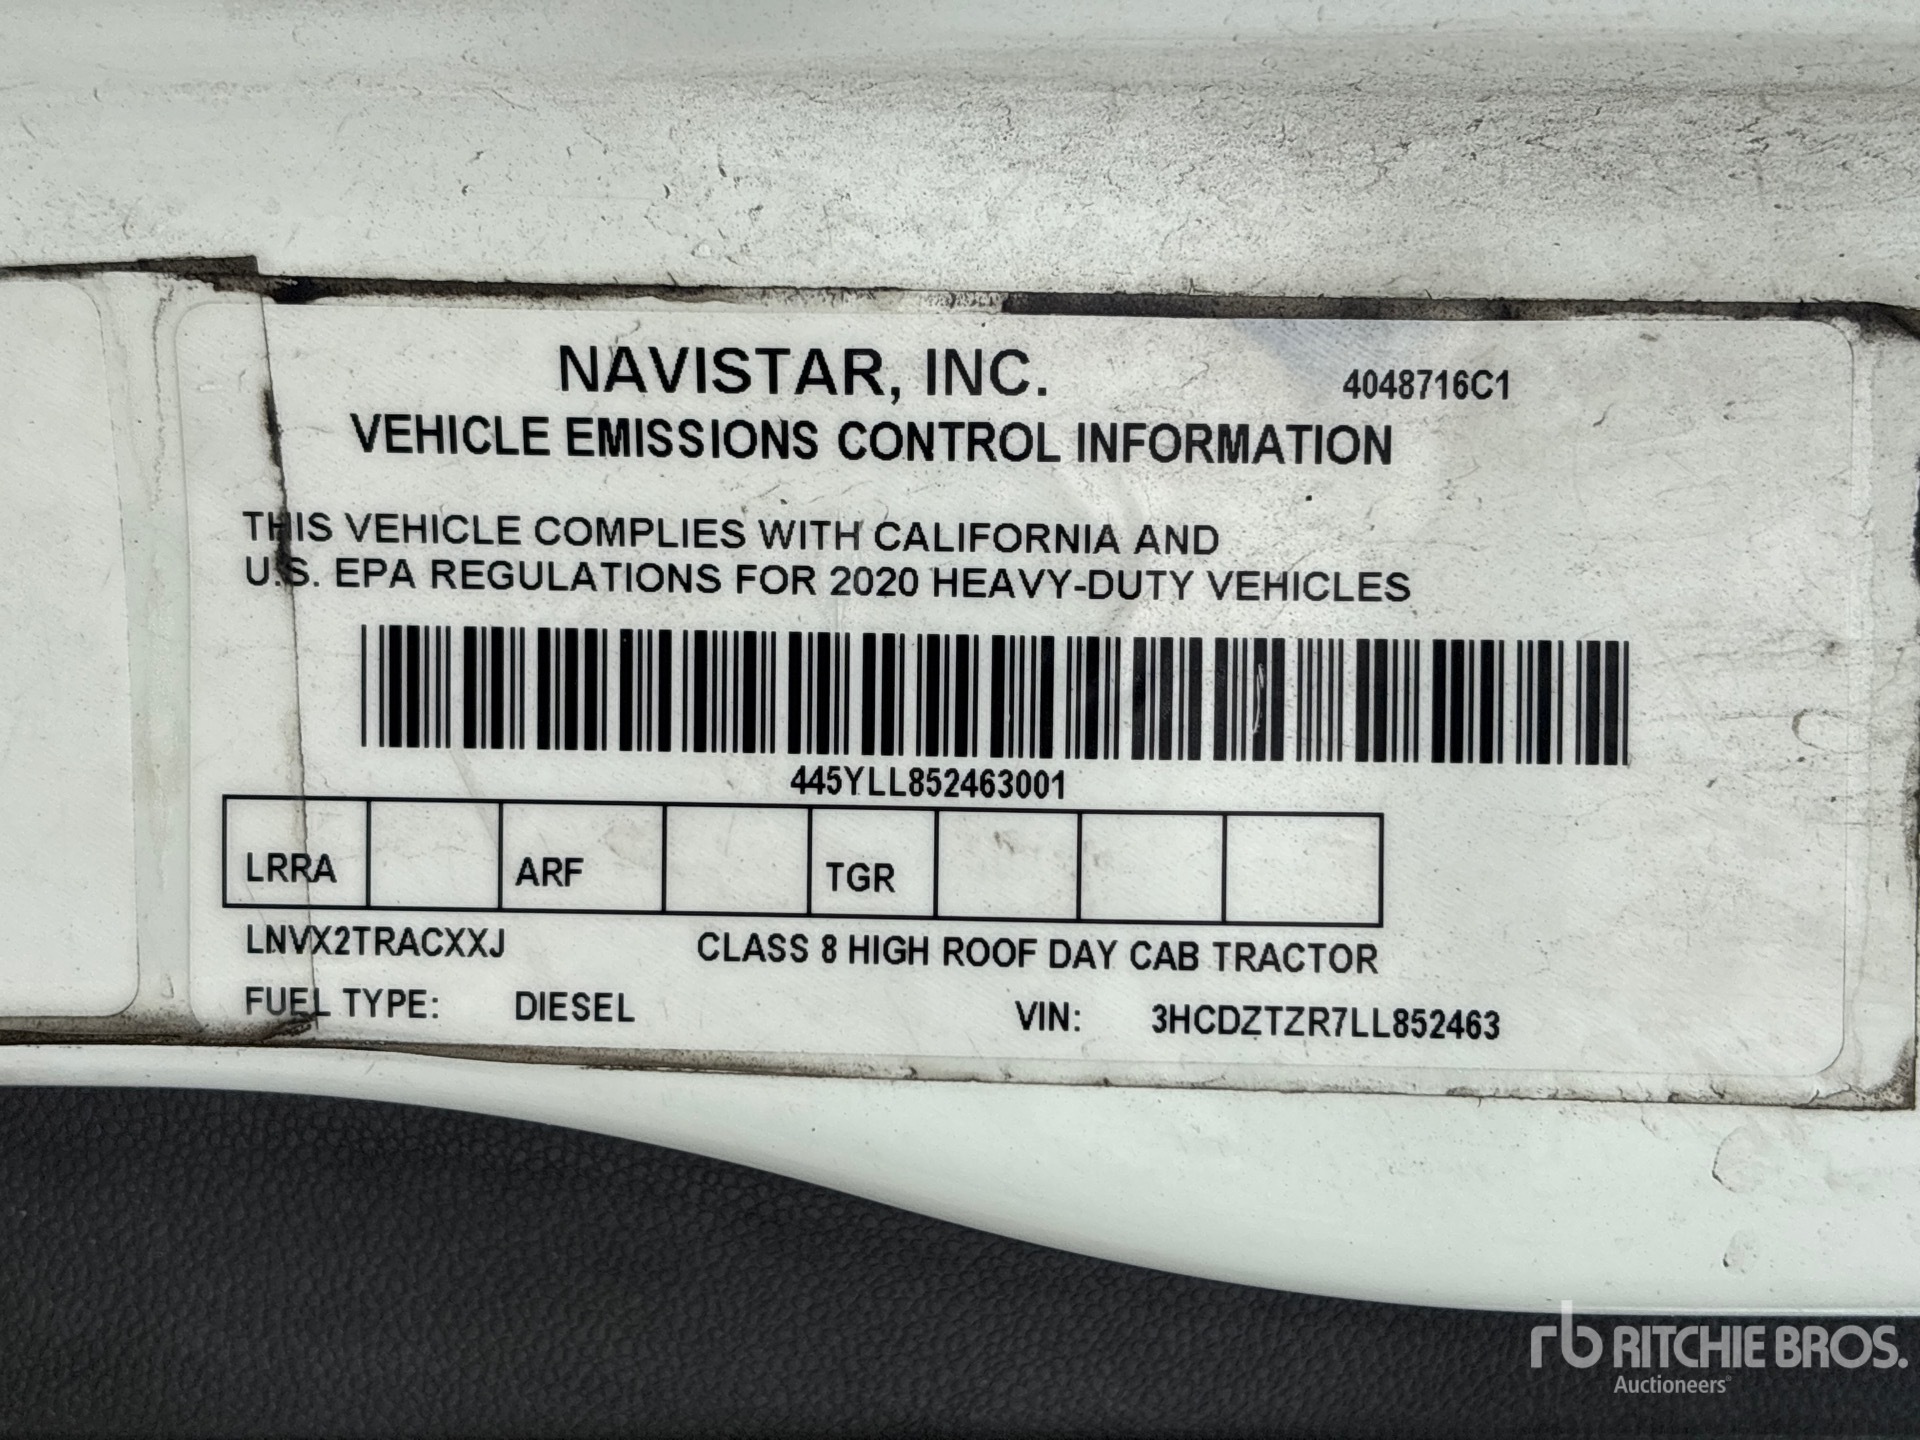 NAVISTAR, INC.
4048716C1
VEHICLE EMISSIONS CONTROL INFORMATION
THIS VEHICLE COMPLIES WITH CALIFORNIA AND
U.S. EPA REGULATIONS FOR 2020 HEAVY-DUTY VEHICLES
445YLL852463001
LRRA ARF TGR
LNVX2TRACXXJ CLASS 8 HIGH ROOF DAY CAB TRACTOR
FUEL TYPE: DIESEL VIN: 3HCDZTZR7LL852463
rb RITCHIE BROS.
Auctioneers